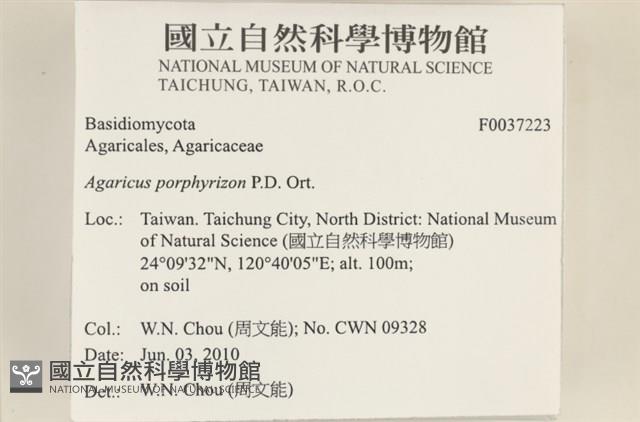 國立自然科學博物館
NATIONAL MUSEUM OF NATURAL SCIENCE
TAICHUNG, TAIWAN, R.O.C.
Basidiomycota F0037223
Agaricales, Agaricaceae
Agaricus porphyrizon P.D. Ort.
Loc.: Taiwan. Taichung City, North District: National Museum
of Natural Science (國立自然科學博物館)
24°09'32"N, 120°40'05"E; alt. 100m;
on soil
Col.: W.N. Chou (周文能); No. CWN 09328
Date: Jun. 03, 2010
國立自然科學博物館
NATIONAL MUSEUM OF NATURAL SCIENCE
Det.: W.N. Chou (周文能)